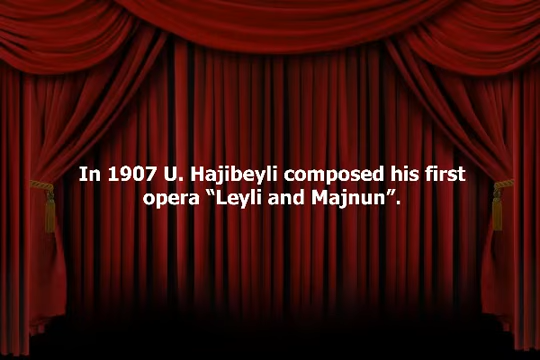 In 1907 U. Hajibeyli composed his first
opera “Leyli and Majnun”.